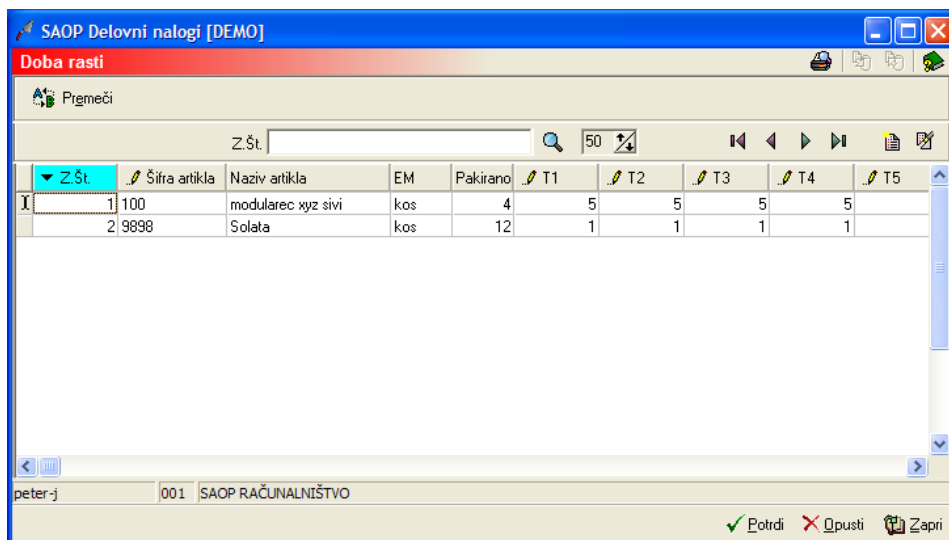 SAOP Delovni nalogi [DEMO]
Doba rasti
Premeči
Z.Št. 50
Z.Št. Šifra artikla Naziv artikla EM Pakirano T1 T2 T3 T4 T5
1 100 modularec xyz sivi kos 4 5 5 5 5
2 9898 Solata kos 12 1 1 1 1
peter-j 001 SAOP RAČUNALNIŠTVO
Potrdi Opusti Zapri